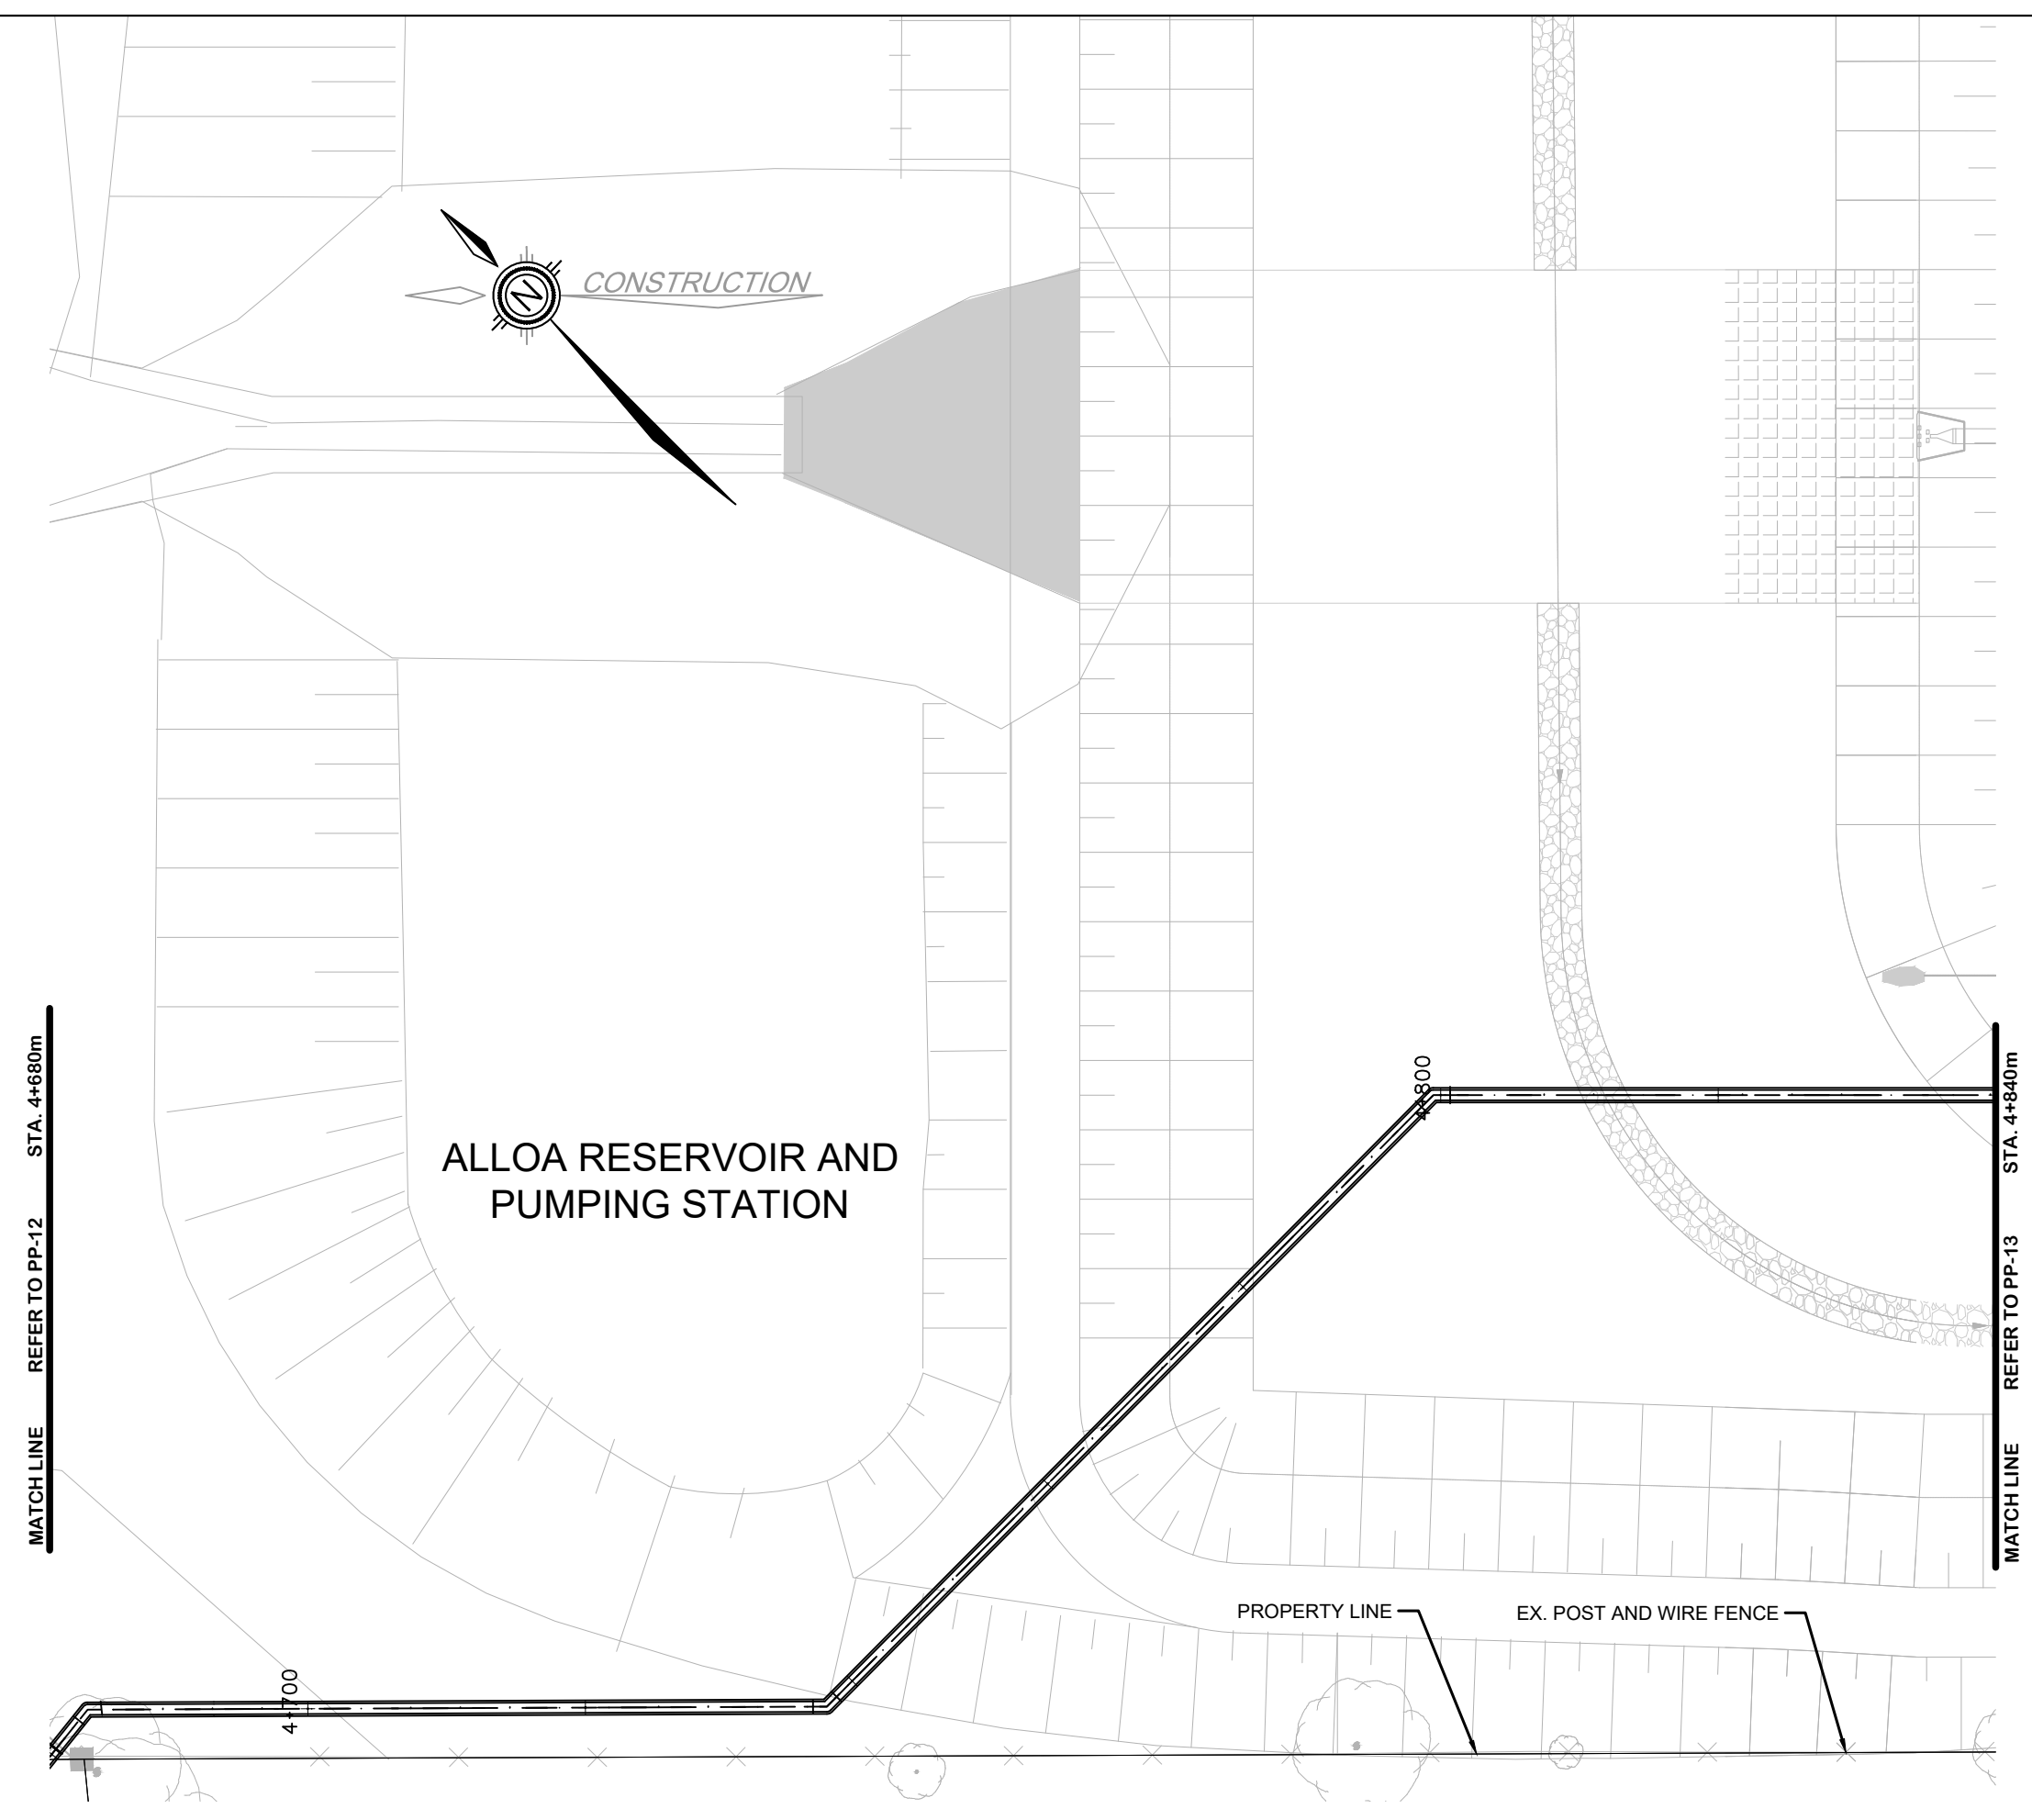 N
CONSTRUCTION
ALLOA RESERVOIR AND
PUMPING STATION
MATCH LINE REFER TO PP-12 STA. 4+680m
MATCH LINE REFER TO PP-13 STA. 4+840m
4+800
4+700
PROPERTY LINE
EX. POST AND WIRE FENCE